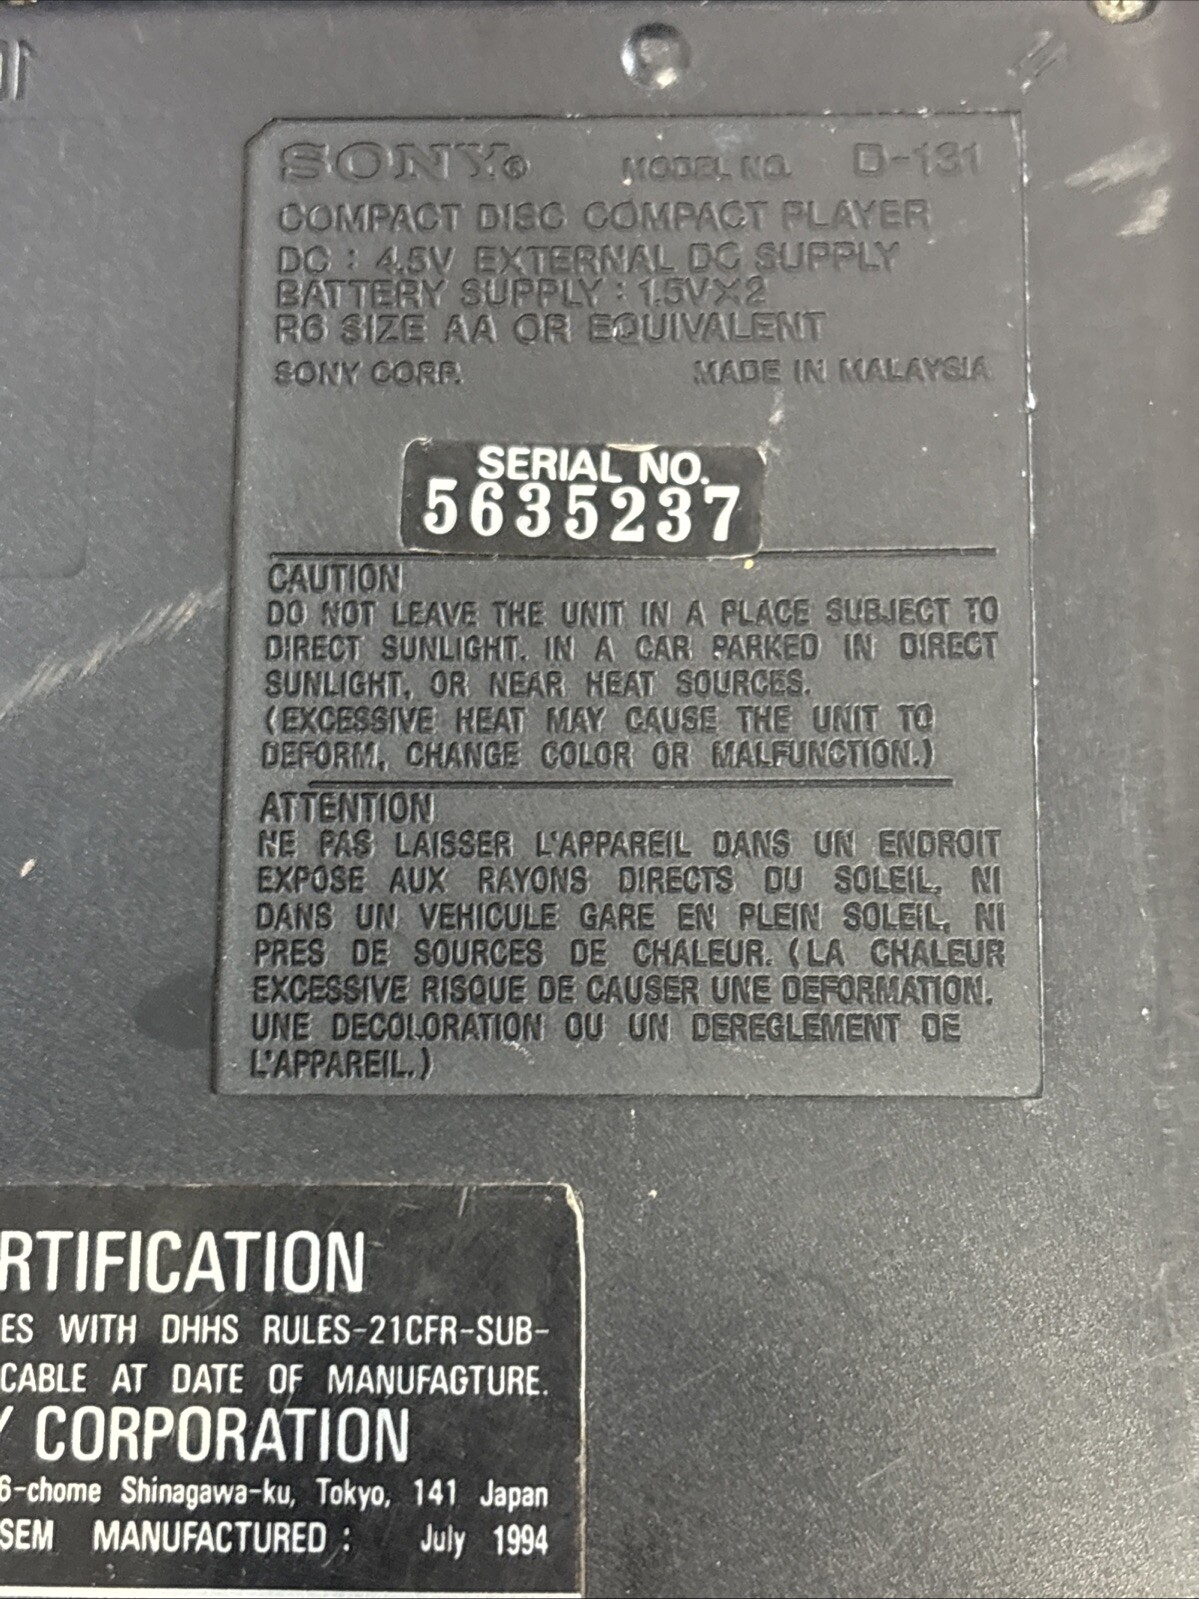 SONY® MODEL NO. D-131
COMPACT DISC COMPACT PLAYER
DC : 4.5V EXTERNAL DC SUPPLY
BATTERY SUPPLY : 1.5V×2
R6 SIZE AA OR EQUIVALENT
SONY CORP. MADE IN MALAYSIA
SERIAL NO.
5635237
CAUTION
DO NOT LEAVE THE UNIT IN A PLACE SUBJECT TO
DIRECT SUNLIGHT. IN A CAR PARKED IN DIRECT
SUNLIGHT, OR NEAR HEAT SOURCES.
(EXCESSIVE HEAT MAY CAUSE THE UNIT TO
DEFORM, CHANGE COLOR OR MALFUNCTION.)
ATTENTION
NE PAS LAISSER L'APPAREIL DANS UN ENDROIT
EXPOSE AUX RAYONS DIRECTS DU SOLEIL, NI
DANS UN VEHICULE GARE EN PLEIN SOLEIL, NI
PRES DE SOURCES DE CHALEUR. (LA CHALEUR
EXCESSIVE RISQUE DE CAUSER UNE DEFORMATION.
UNE DECOLORATION OU UN DEREGLEMENT DE
L'APPAREIL.)
RTIFICATION
ES WITH DHHS RULES-21CFR-SUB-
CABLE AT DATE OF MANUFACTURE.
Y CORPORATION
6-chome Shinagawa-ku, Tokyo, 141 Japan
SEM MANUFACTURED : July 1994